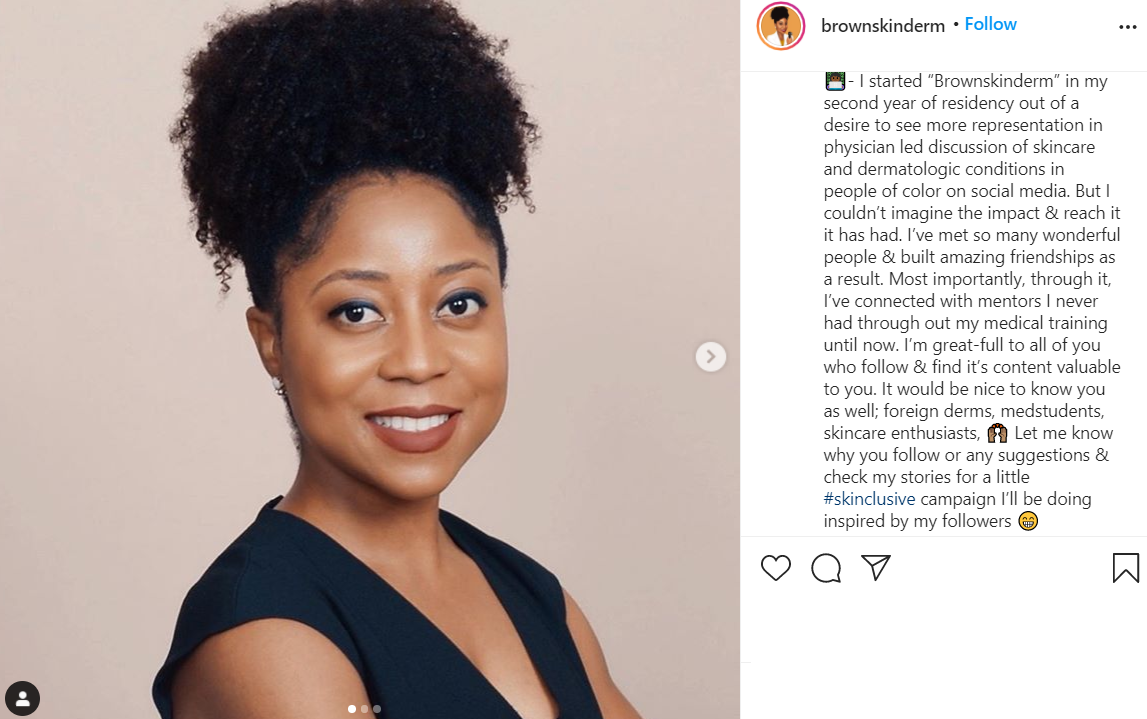 brownskinderm • Follow
- I started “Brownskinderm” in my
second year of residency out of a
desire to see more representation in
physician led discussion of skincare
and dermatologic conditions in
people of color on social media. But I
couldn’t imagine the impact & reach it
it has had. I’ve met so many wonderful
people & built amazing friendships as
a result. Most importantly, through it,
I’ve connected with mentors I never
had through out my medical training
until now. I’m great-full to all of you
who follow & find it’s content valuable
to you. It would be nice to know you
as well; foreign derms, medstudents,
skincare enthusiasts, 🙌🏾 Let me know
why you follow or any suggestions &
check my stories for a little
#skinclusive campaign I’ll be doing
inspired by my followers 😁